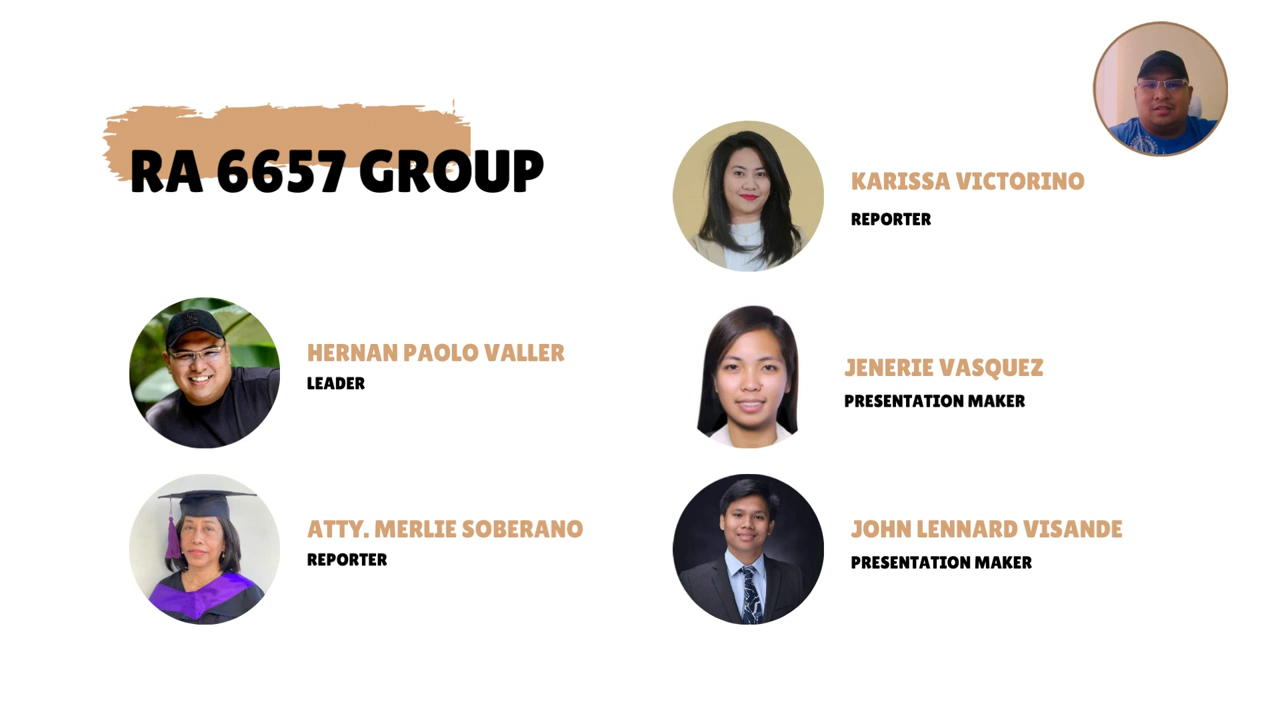 RA 6657 GROUP
HERNAN PAOLO VALLER
LEADER
ATTY. MERLIE SOBERANO
REPORTER
KARISSA VICTORINO
REPORTER
JENERIE VASQUEZ
PRESENTATION MAKER
JOHN LENNARD VISANDE
PRESENTATION MAKER